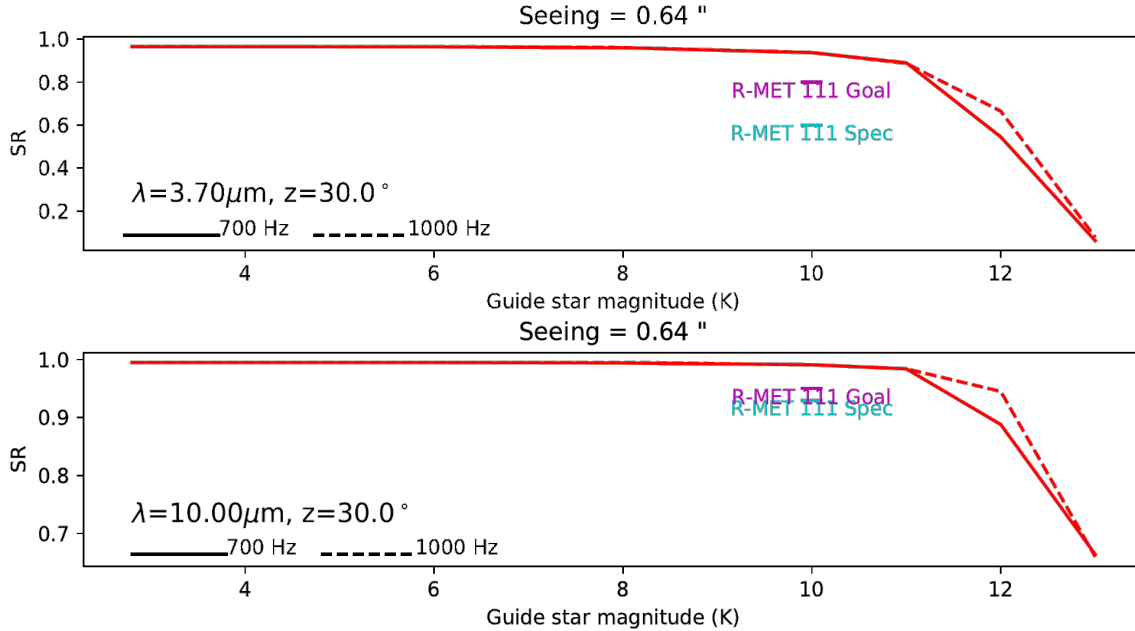 Seeing = 0.64 "
1.0
0.8
0.6
0.4
0.2
SR
R-MET 111 Goal
R-MET 111 Spec
λ=3.70μm, z=30.0°
700 Hz 1000 Hz
4 6 8 10 12
Guide star magnitude (K)
Seeing = 0.64 "
1.0
0.9
0.8
0.7
SR
R-MET 111 Goal
R-MET 111 Spec
λ=10.00μm, z=30.0°
700 Hz 1000 Hz
4 6 8 10 12
Guide star magnitude (K)